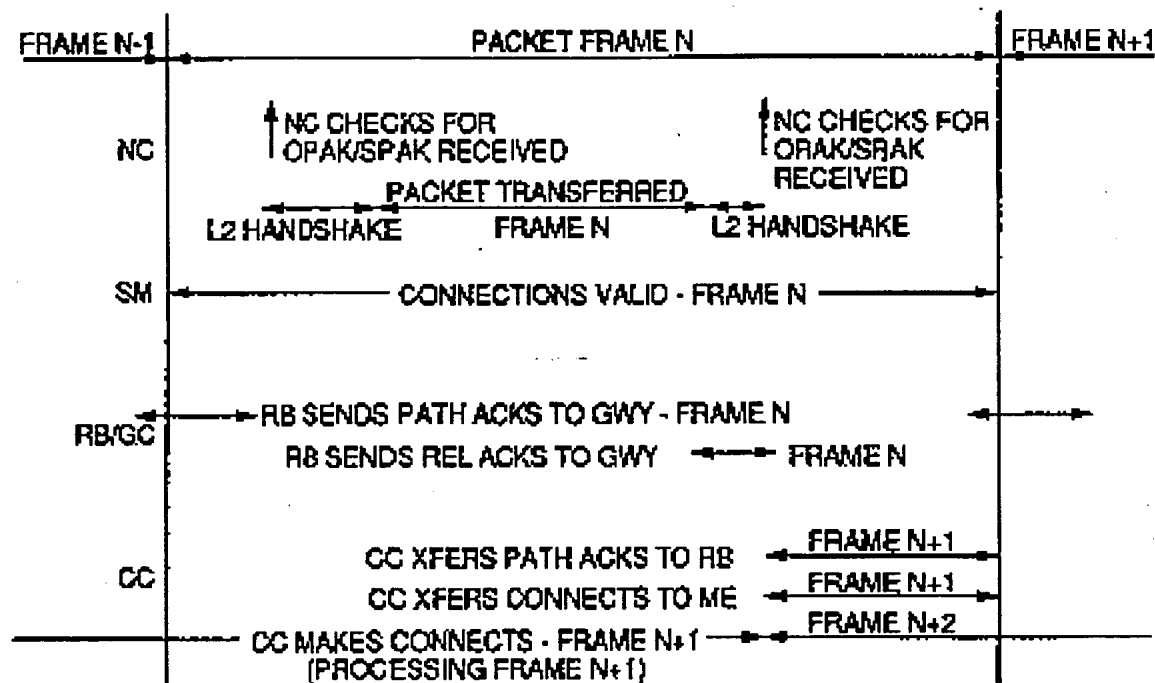 FRAME N-1
PACKET FRAME N
FRAME N+1
NC
NC CHECKS FOR
OPAK/SPAK RECEIVED
NC CHECKS FOR
ORAK/SRAK
RECEIVED
PACKET TRANSFERRED
L2 HANDSHAKE
FRAME N
L2 HANDSHAKE
SM
CONNECTIONS VALID - FRAME N
RB/GC
RB SENDS PATH ACKS TO GWY - FRAME N
RB SENDS REL ACKS TO GWY
FRAME N
CC
CC XFERS PATH ACKS TO RB
FRAME N+1
CC XFERS CONNECTS TO ME
FRAME N+1
CC MAKES CONNECTS - FRAME N+1
FRAME N+2
(PROCESSING FRAME N+1)